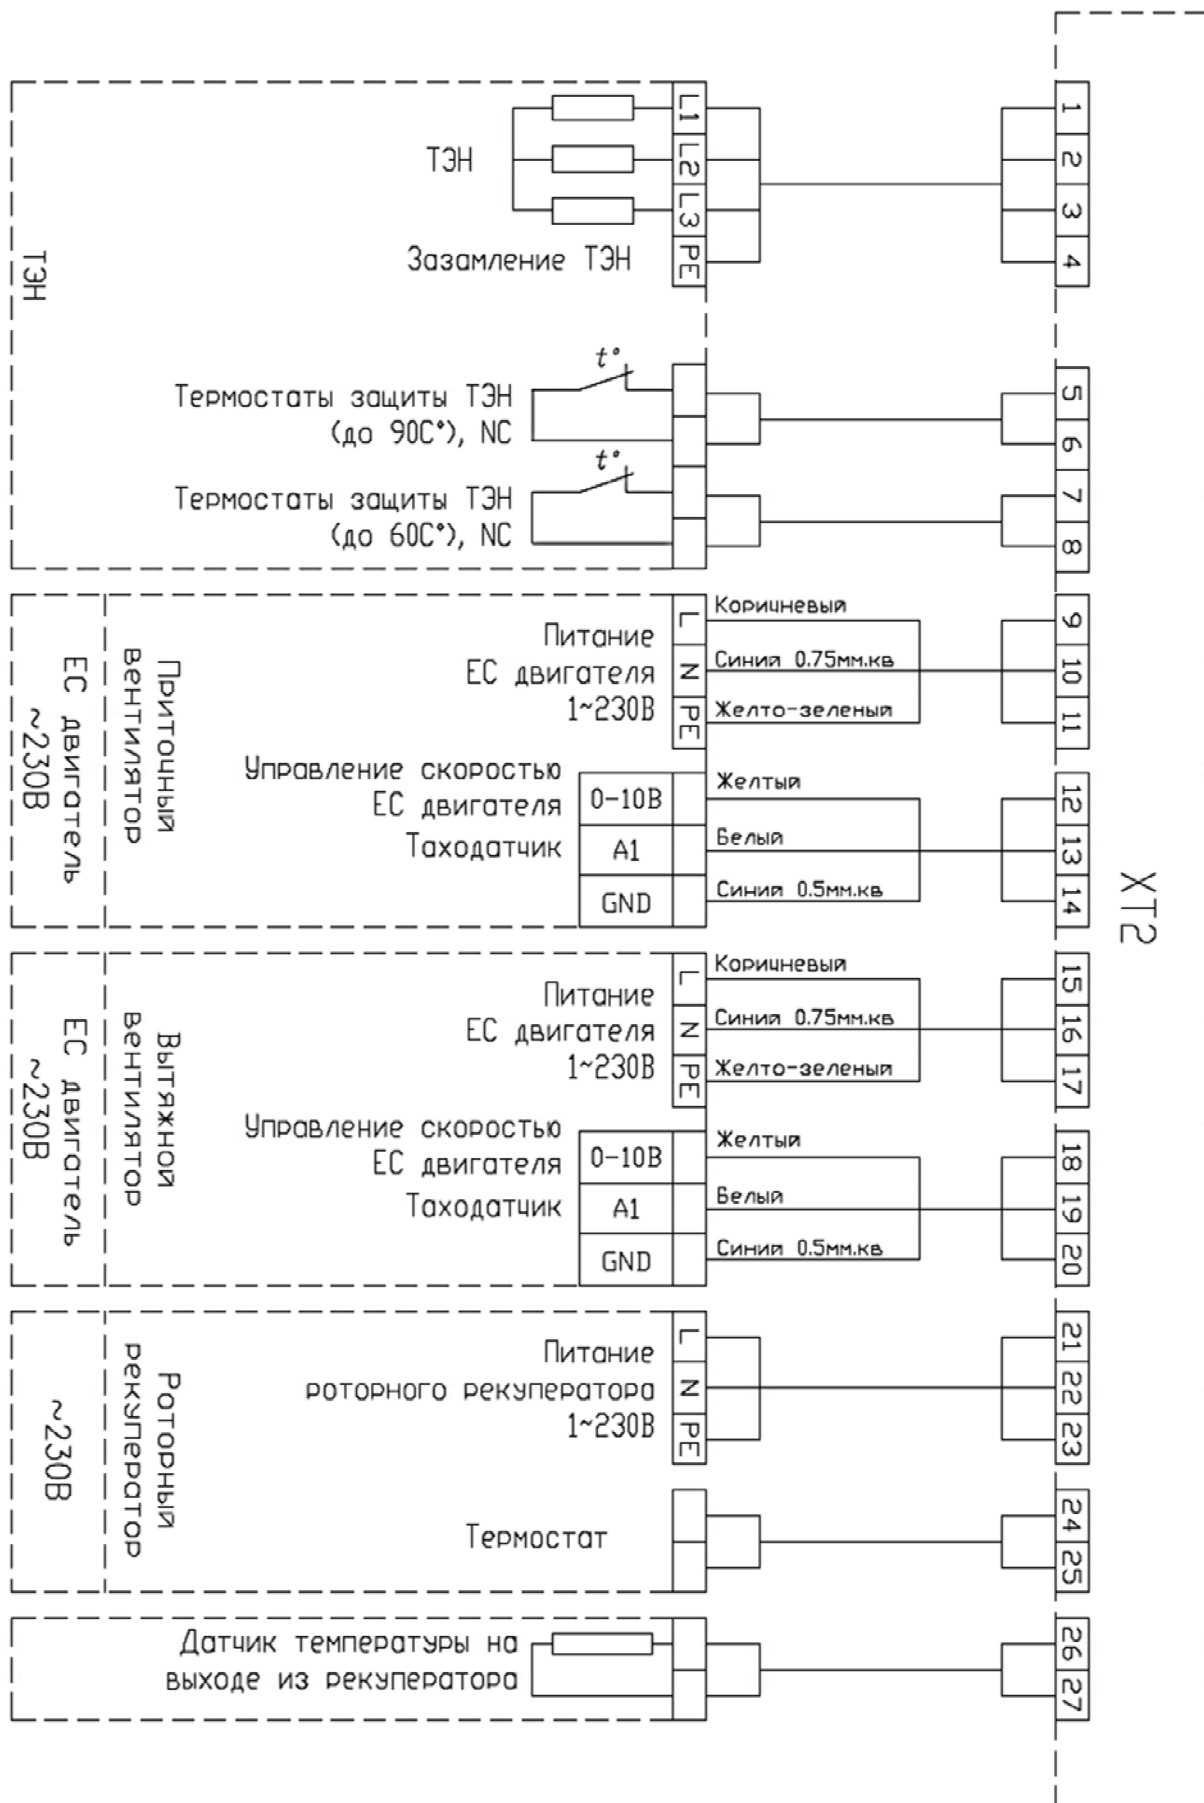 ТЭН
ТЭН
Зазамление ТЭН
L1
L2
L3
PE
1
2
3
4
t°
Термостаты защиты ТЭН
(до 90С°), NC
5
6
t°
Термостаты защиты ТЭН
(до 60С°), NC
7
8
ЕС двигатель
~230В
Приточный
вентилятор
Питание
ЕС двигателя
1~230В
L
N
PE
Коричневый
Синий 0.75мм.кв
Желто-зеленый
9
10
11
Управление скоростью
ЕС двигателя
Таходатчик
0-10В
A1
GND
Желтый
Белый
Синий 0.5мм.кв
12
13
14
XT2
ЕС двигатель
~230В
Вытяжной
вентилятор
Питание
ЕС двигателя
1~230В
L
N
PE
Коричневый
Синий 0.75мм.кв
Желто-зеленый
15
16
17
Управление скоростью
ЕС двигателя
Таходатчик
0-10В
A1
GND
Желтый
Белый
Синий 0.5мм.кв
18
19
20
~230В
Роторный
рекуператор
Питание
роторного рекуператора
1~230В
L
N
PE
21
22
23
Термостат
24
25
Датчик температуры на
выходе из рекуператора
26
27